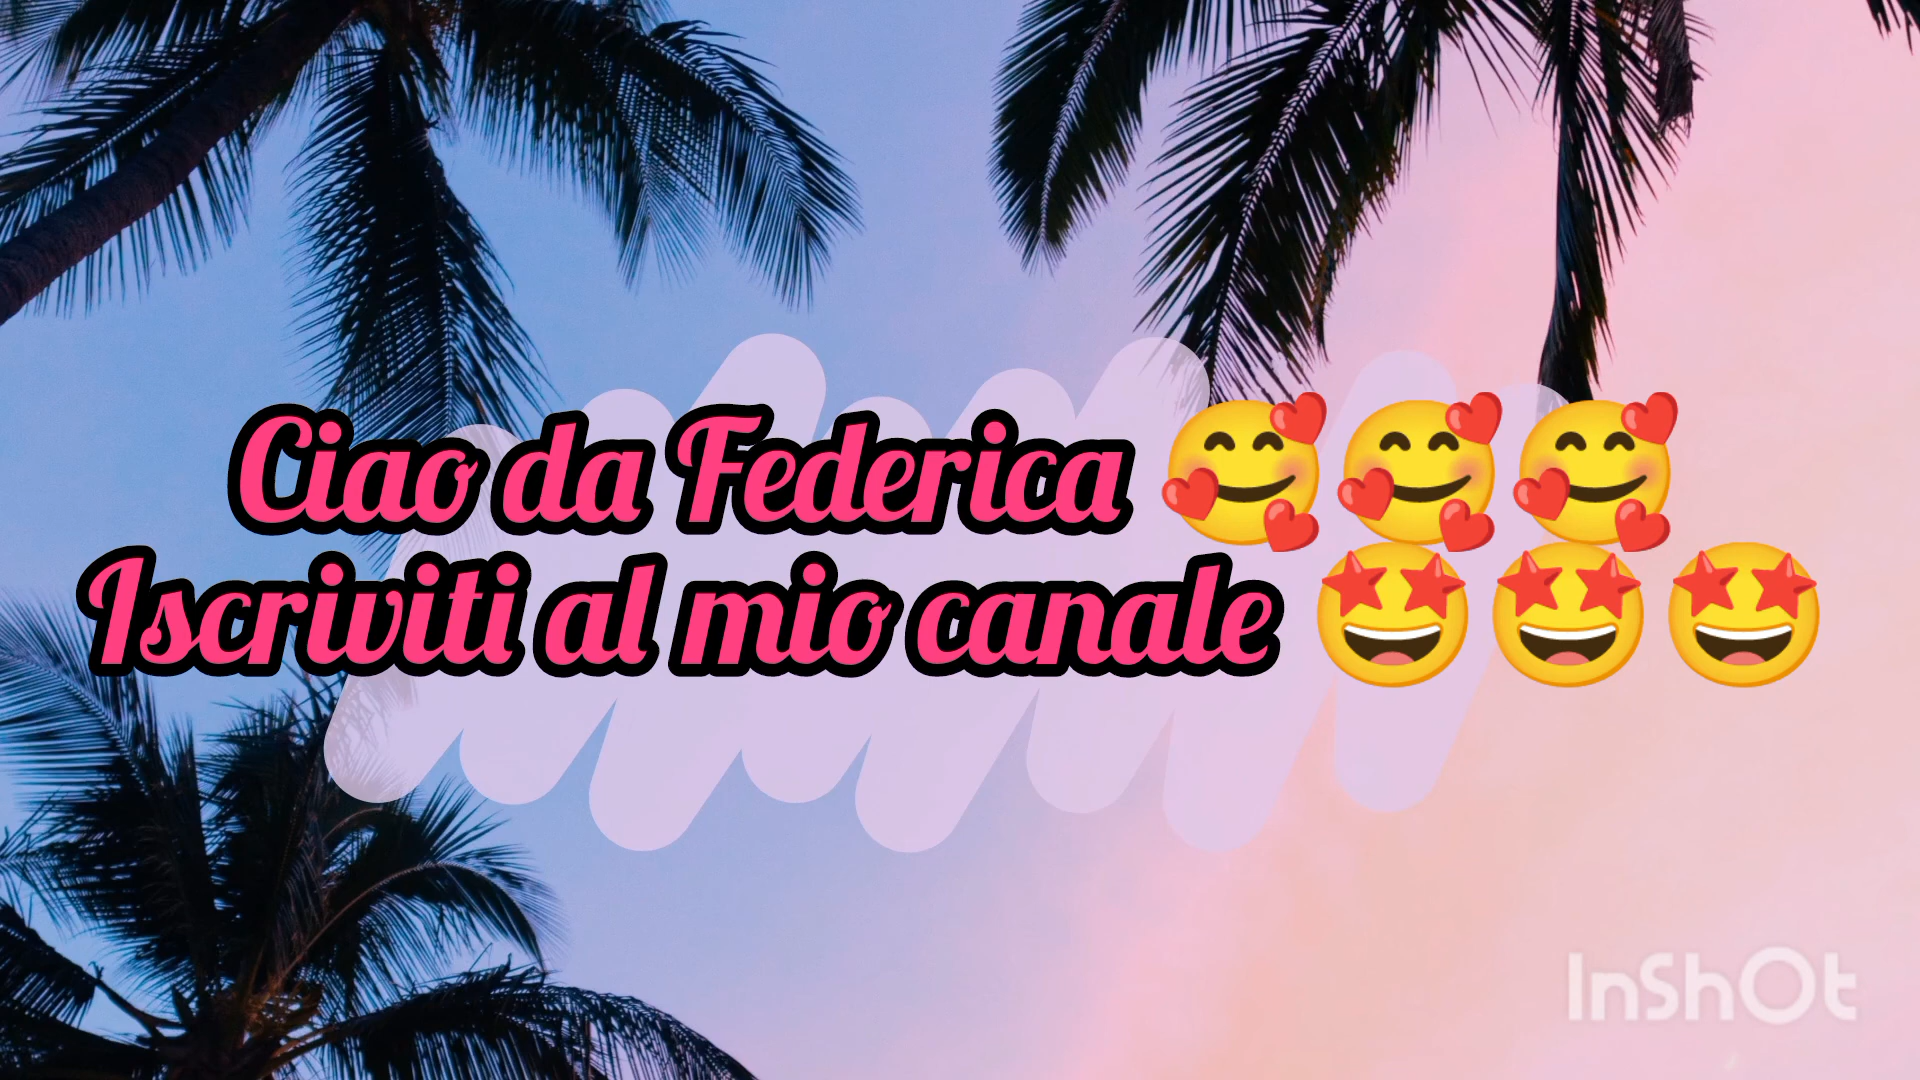 Ciao da Federica 🥰🥰🥰
Iscriviti al mio canale 🤩🤩🤩
InShOt